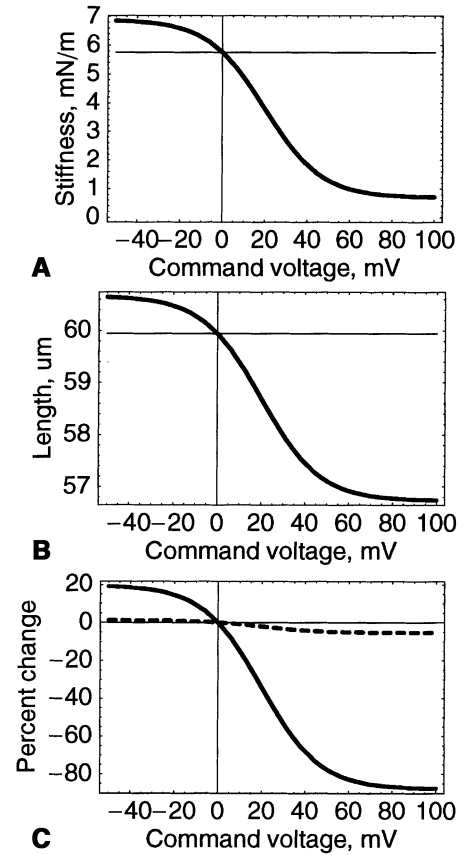 7
6
5
4
3
2
1
0
Stiffness, mN/m
−40−20 0 20 40 60 80 100
A Command voltage, mV
60
59
58
57
Length, um
−40−20 0 20 40 60 80 100
B Command voltage, mV
20
0
−20
−40
−60
−80
Percent change
−40−20 0 20 40 60 80 100
C Command voltage, mV